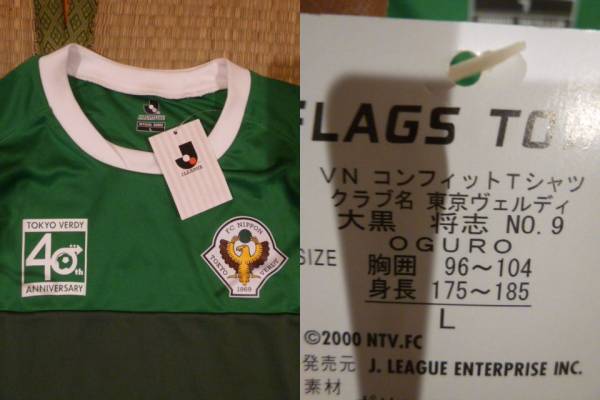 J.LEAGUE
TOKYO VERDY
40th
ANNIVERSARY
FC NIPPON
TOKYO VERDY
1969
FLAGS TO
VN コンフィットTシャツ
クラブ名 東京ヴェルディ
大黒 将志 NO.9
OGURO
SIZE
胸囲 96～104
身長 175～185
L
©2000 NTV.FC
発売元 J. LEAGUE ENTERPRISE INC.
素材